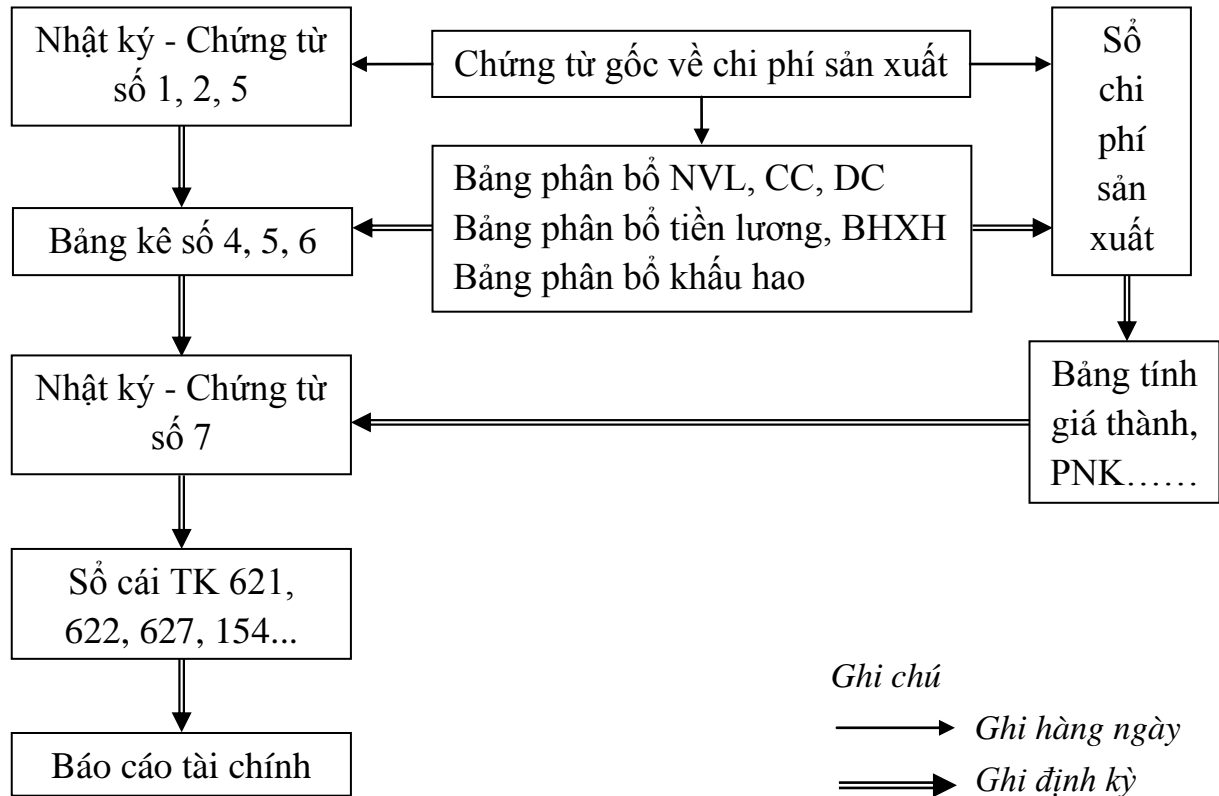 Nhật ký - Chứng từ
số 1, 2, 5
Chứng từ gốc về chi phí sản xuất
Sổ
chi
phí
sản
xuất
Bảng phân bổ NVL, CC, DC
Bảng phân bổ tiền lương, BHXH
Bảng phân bổ khấu hao
Bảng kê số 4, 5, 6
Nhật ký - Chứng từ
số 7
Bảng tính
giá thành,
PNK……
Sổ cái TK 621,
622, 627, 154...
Báo cáo tài chính
Ghi chú
Ghi hàng ngày
Ghi định kỳ